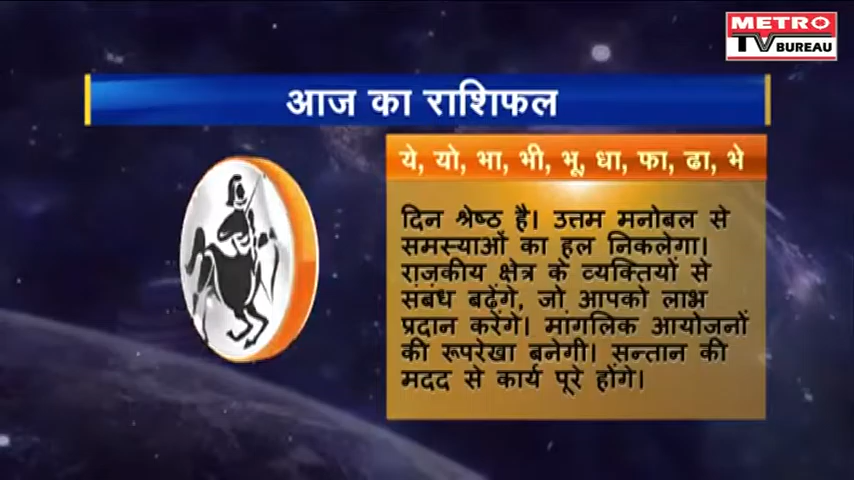 METRO
TV BUREAU
आज का राशिफल
ये, यो, भा, भी, भू, धा, फा, ढा, भे
दिन श्रेष्ठ है। उत्तम मनोबल से
समस्याओं का हल निकलेगा।
राजकीय क्षेत्र के व्यक्तियों से
संबंध बढ़ेंगे, जो आपको लाभ
प्रदान करेंगे। मांगलिक आयोजनों
की रूपरेखा बनेगी। सन्तान की
मदद से कार्य पूरे होंगे।